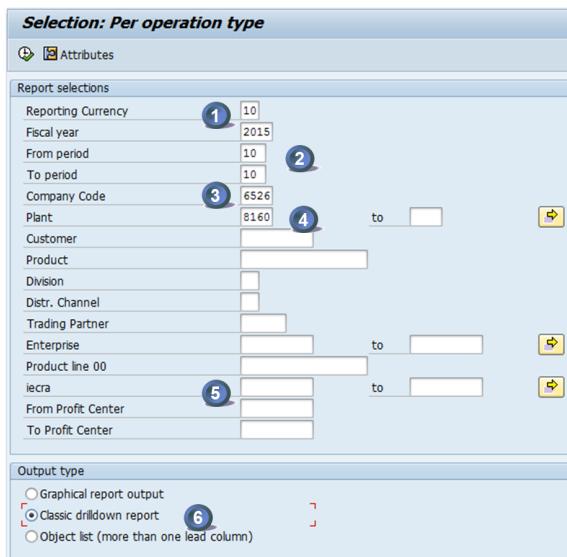 Selection: Per operation type
Attributes
Report selections
Reporting Currency 1 10
Fiscal year 2015
From period 10 2
To period 10
Company Code 3 6526
Plant 8160 4 to
Customer
Product
Division
Distr. Channel
Trading Partner
Enterprise to
Product line 00
iecra 5 to
From Profit Center
To Profit Center
Output type
Graphical report output
Classic drilldown report 6
Object list (more than one lead column)